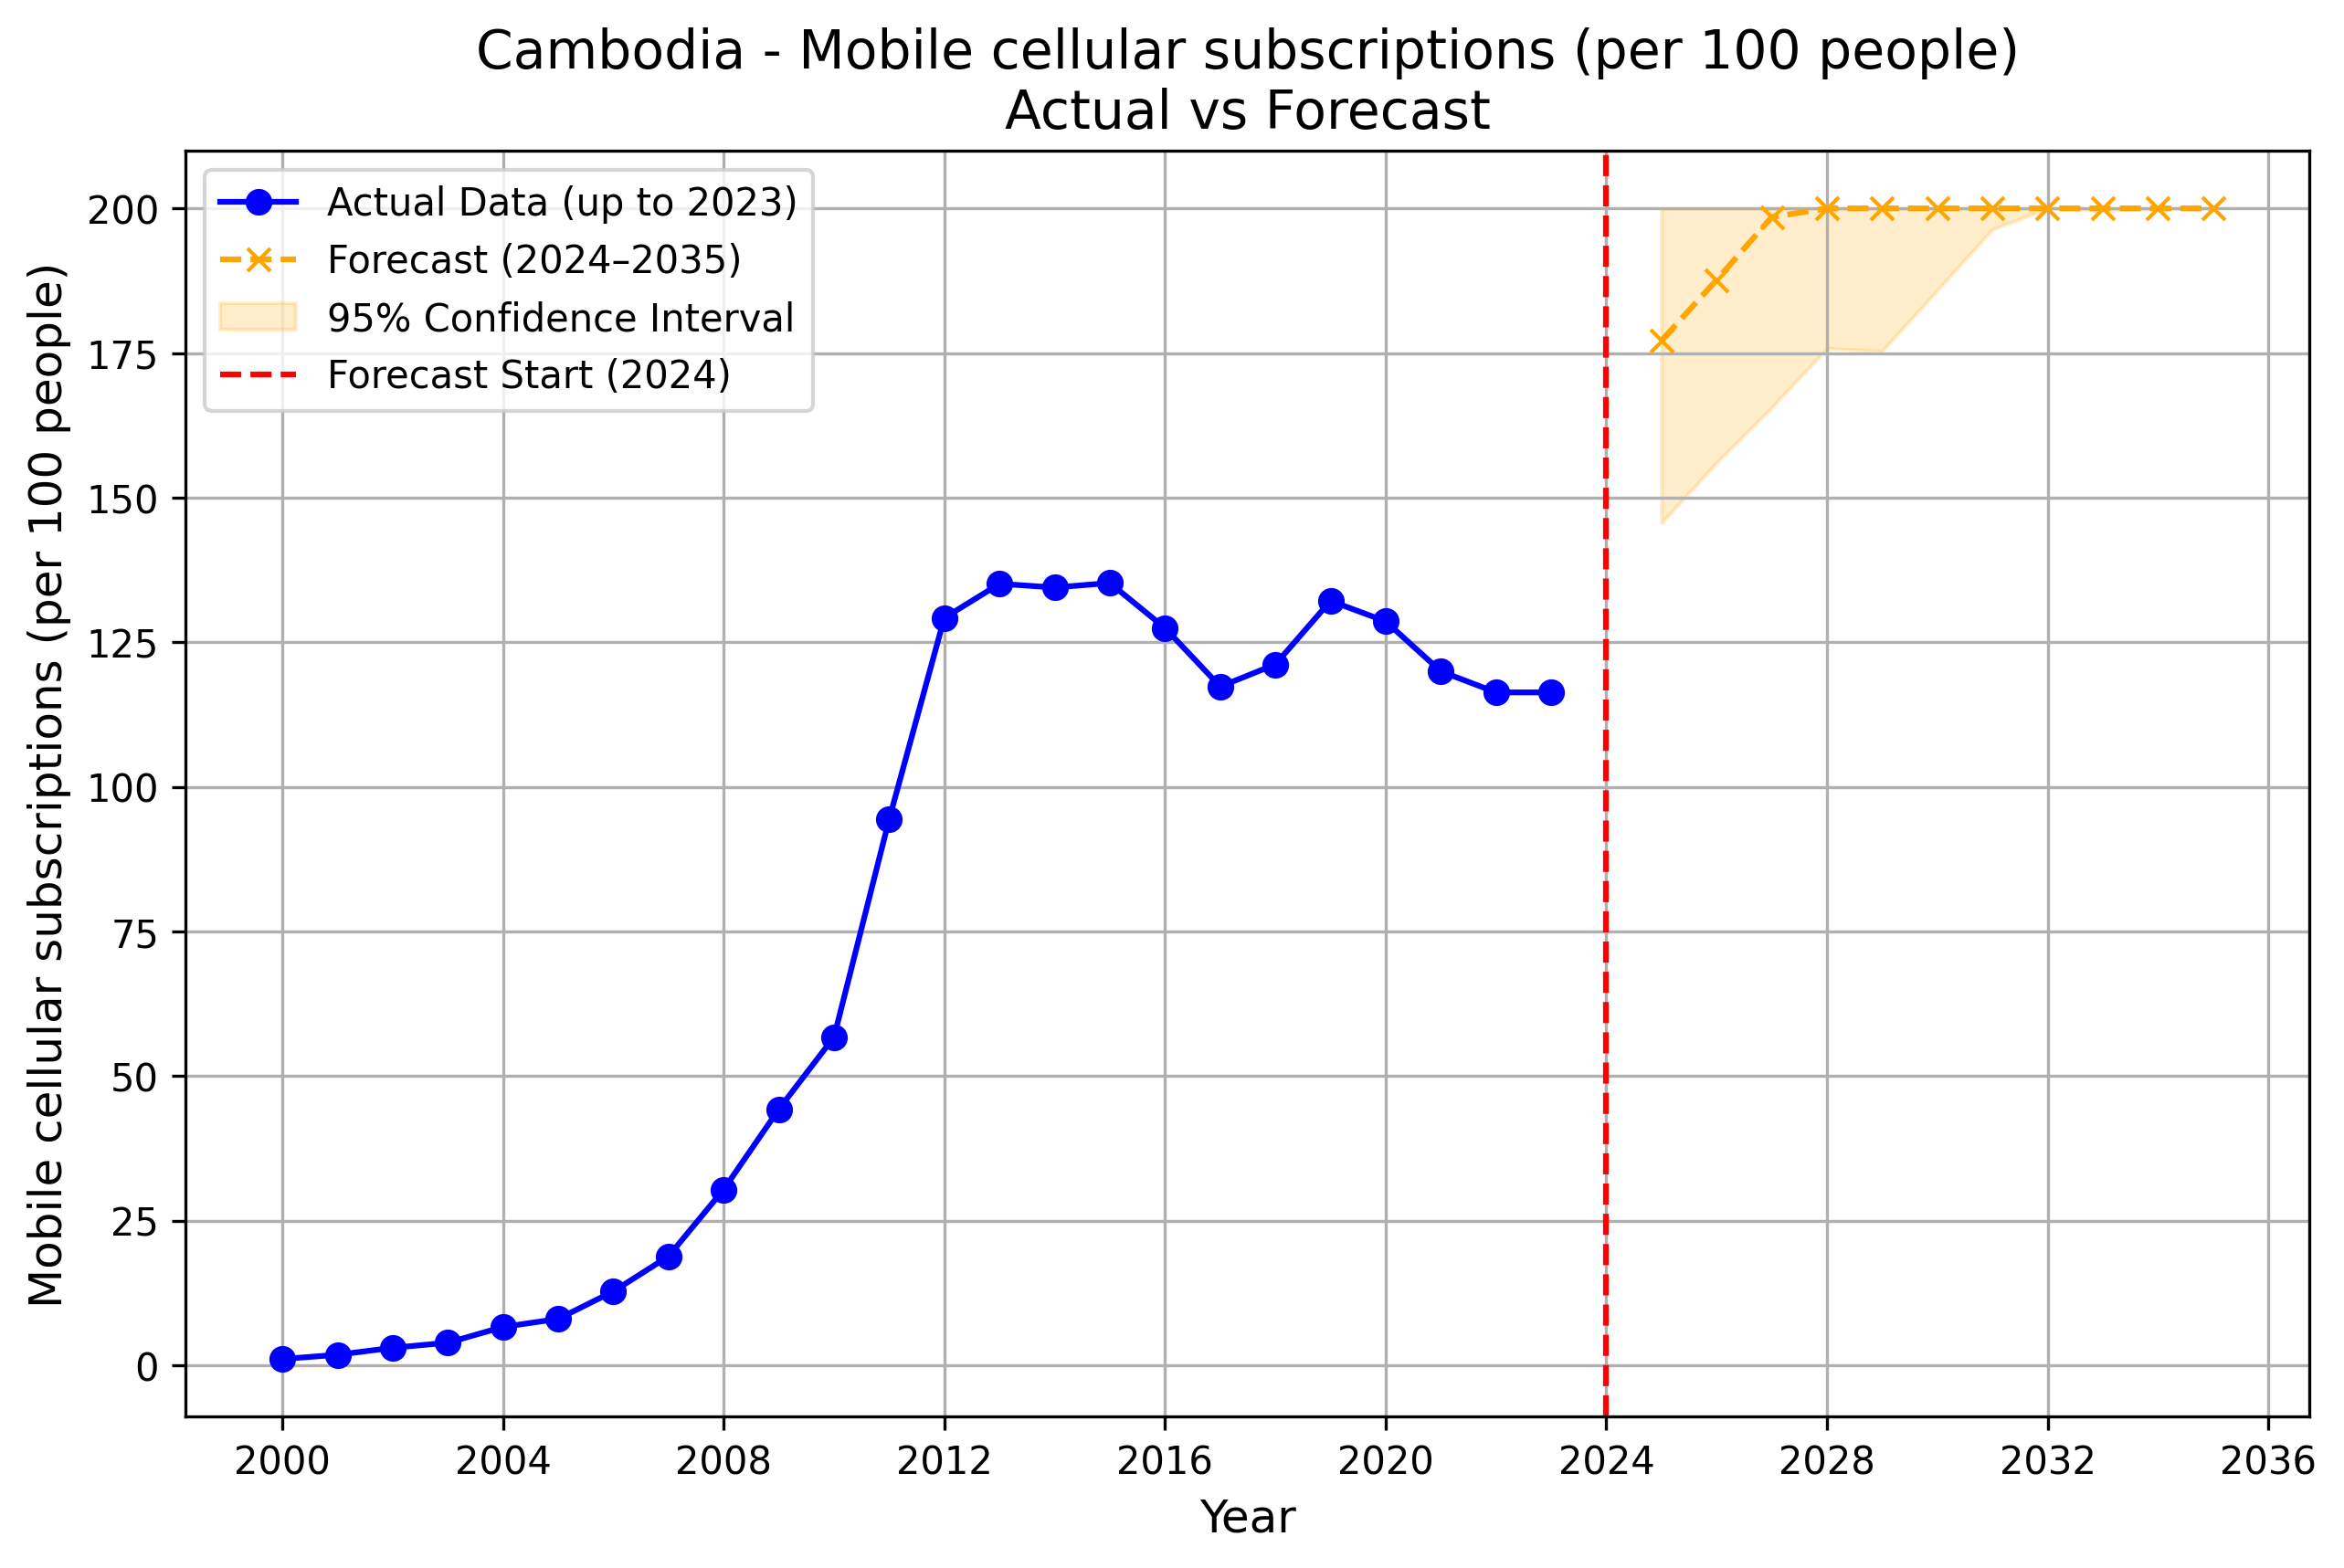 Cambodia - Mobile cellular subscriptions (per 100 people)
Actual vs Forecast
Actual Data (up to 2023)
Forecast (2024–2035)
95% Confidence Interval
Forecast Start (2024)
Mobile cellular subscriptions (per 100 people)
200
175
150
125
100
75
50
25
0
2000 2004 2008 2012 2016 2020 2024 2028 2032 2036
Year